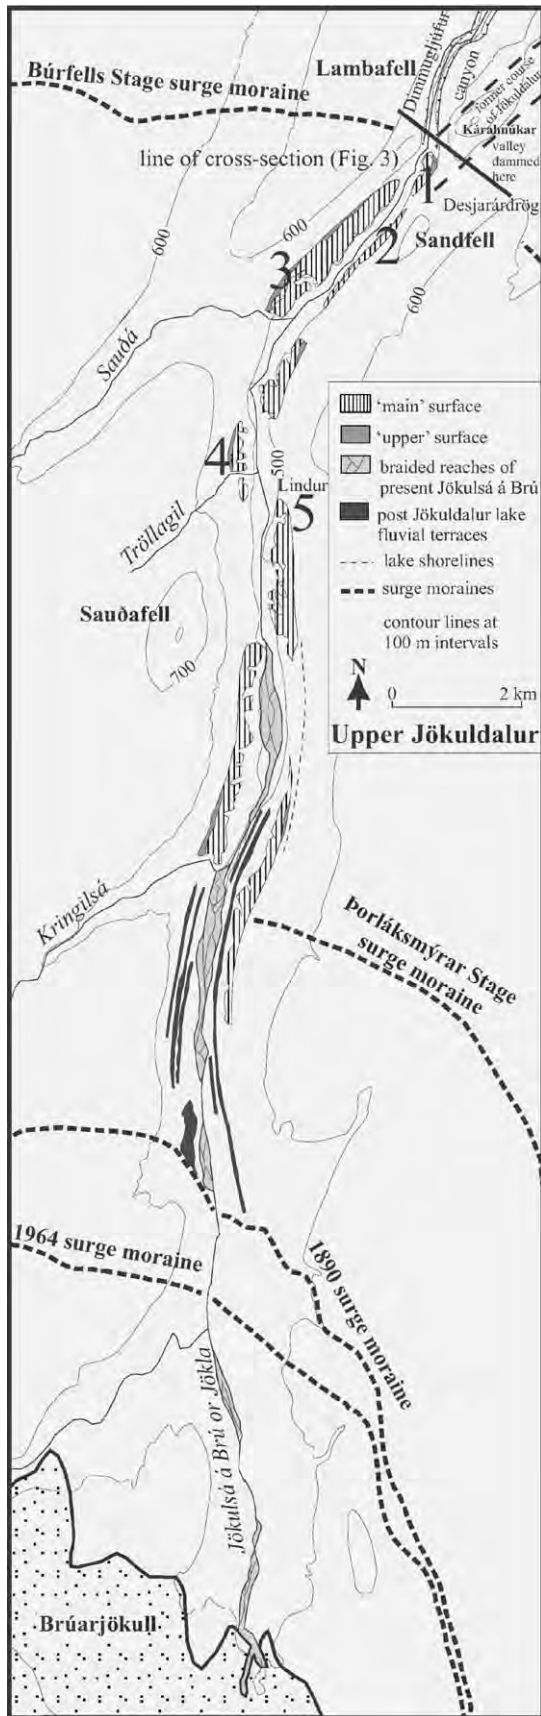 Búrfells Stage surge moraine
Lambafell
Dimmugljúfur
canyon
former course
of Jökuldalur
Kárahnúkar
valley
dammed
here
line of cross-section (Fig. 3)
1
Desjarárdrög
600
600
2
Sandfell
3
600
Sauðá
'main' surface
'upper' surface
braided reaches of
present Jökulsá á Brú
post Jökuldalur lake
fluvial terraces
lake shorelines
surge moraines
contour lines at
100 m intervals
N
0 2 km
Upper Jökuldalur
4
500
Lindur
5
Tröllagil
Sauðafell
700
Kringilsá
Þorláksmýrar Stage
surge moraine
1964 surge moraine
1890 surge moraine
Jökulsá á Brú or Jökla
Brúarjökull